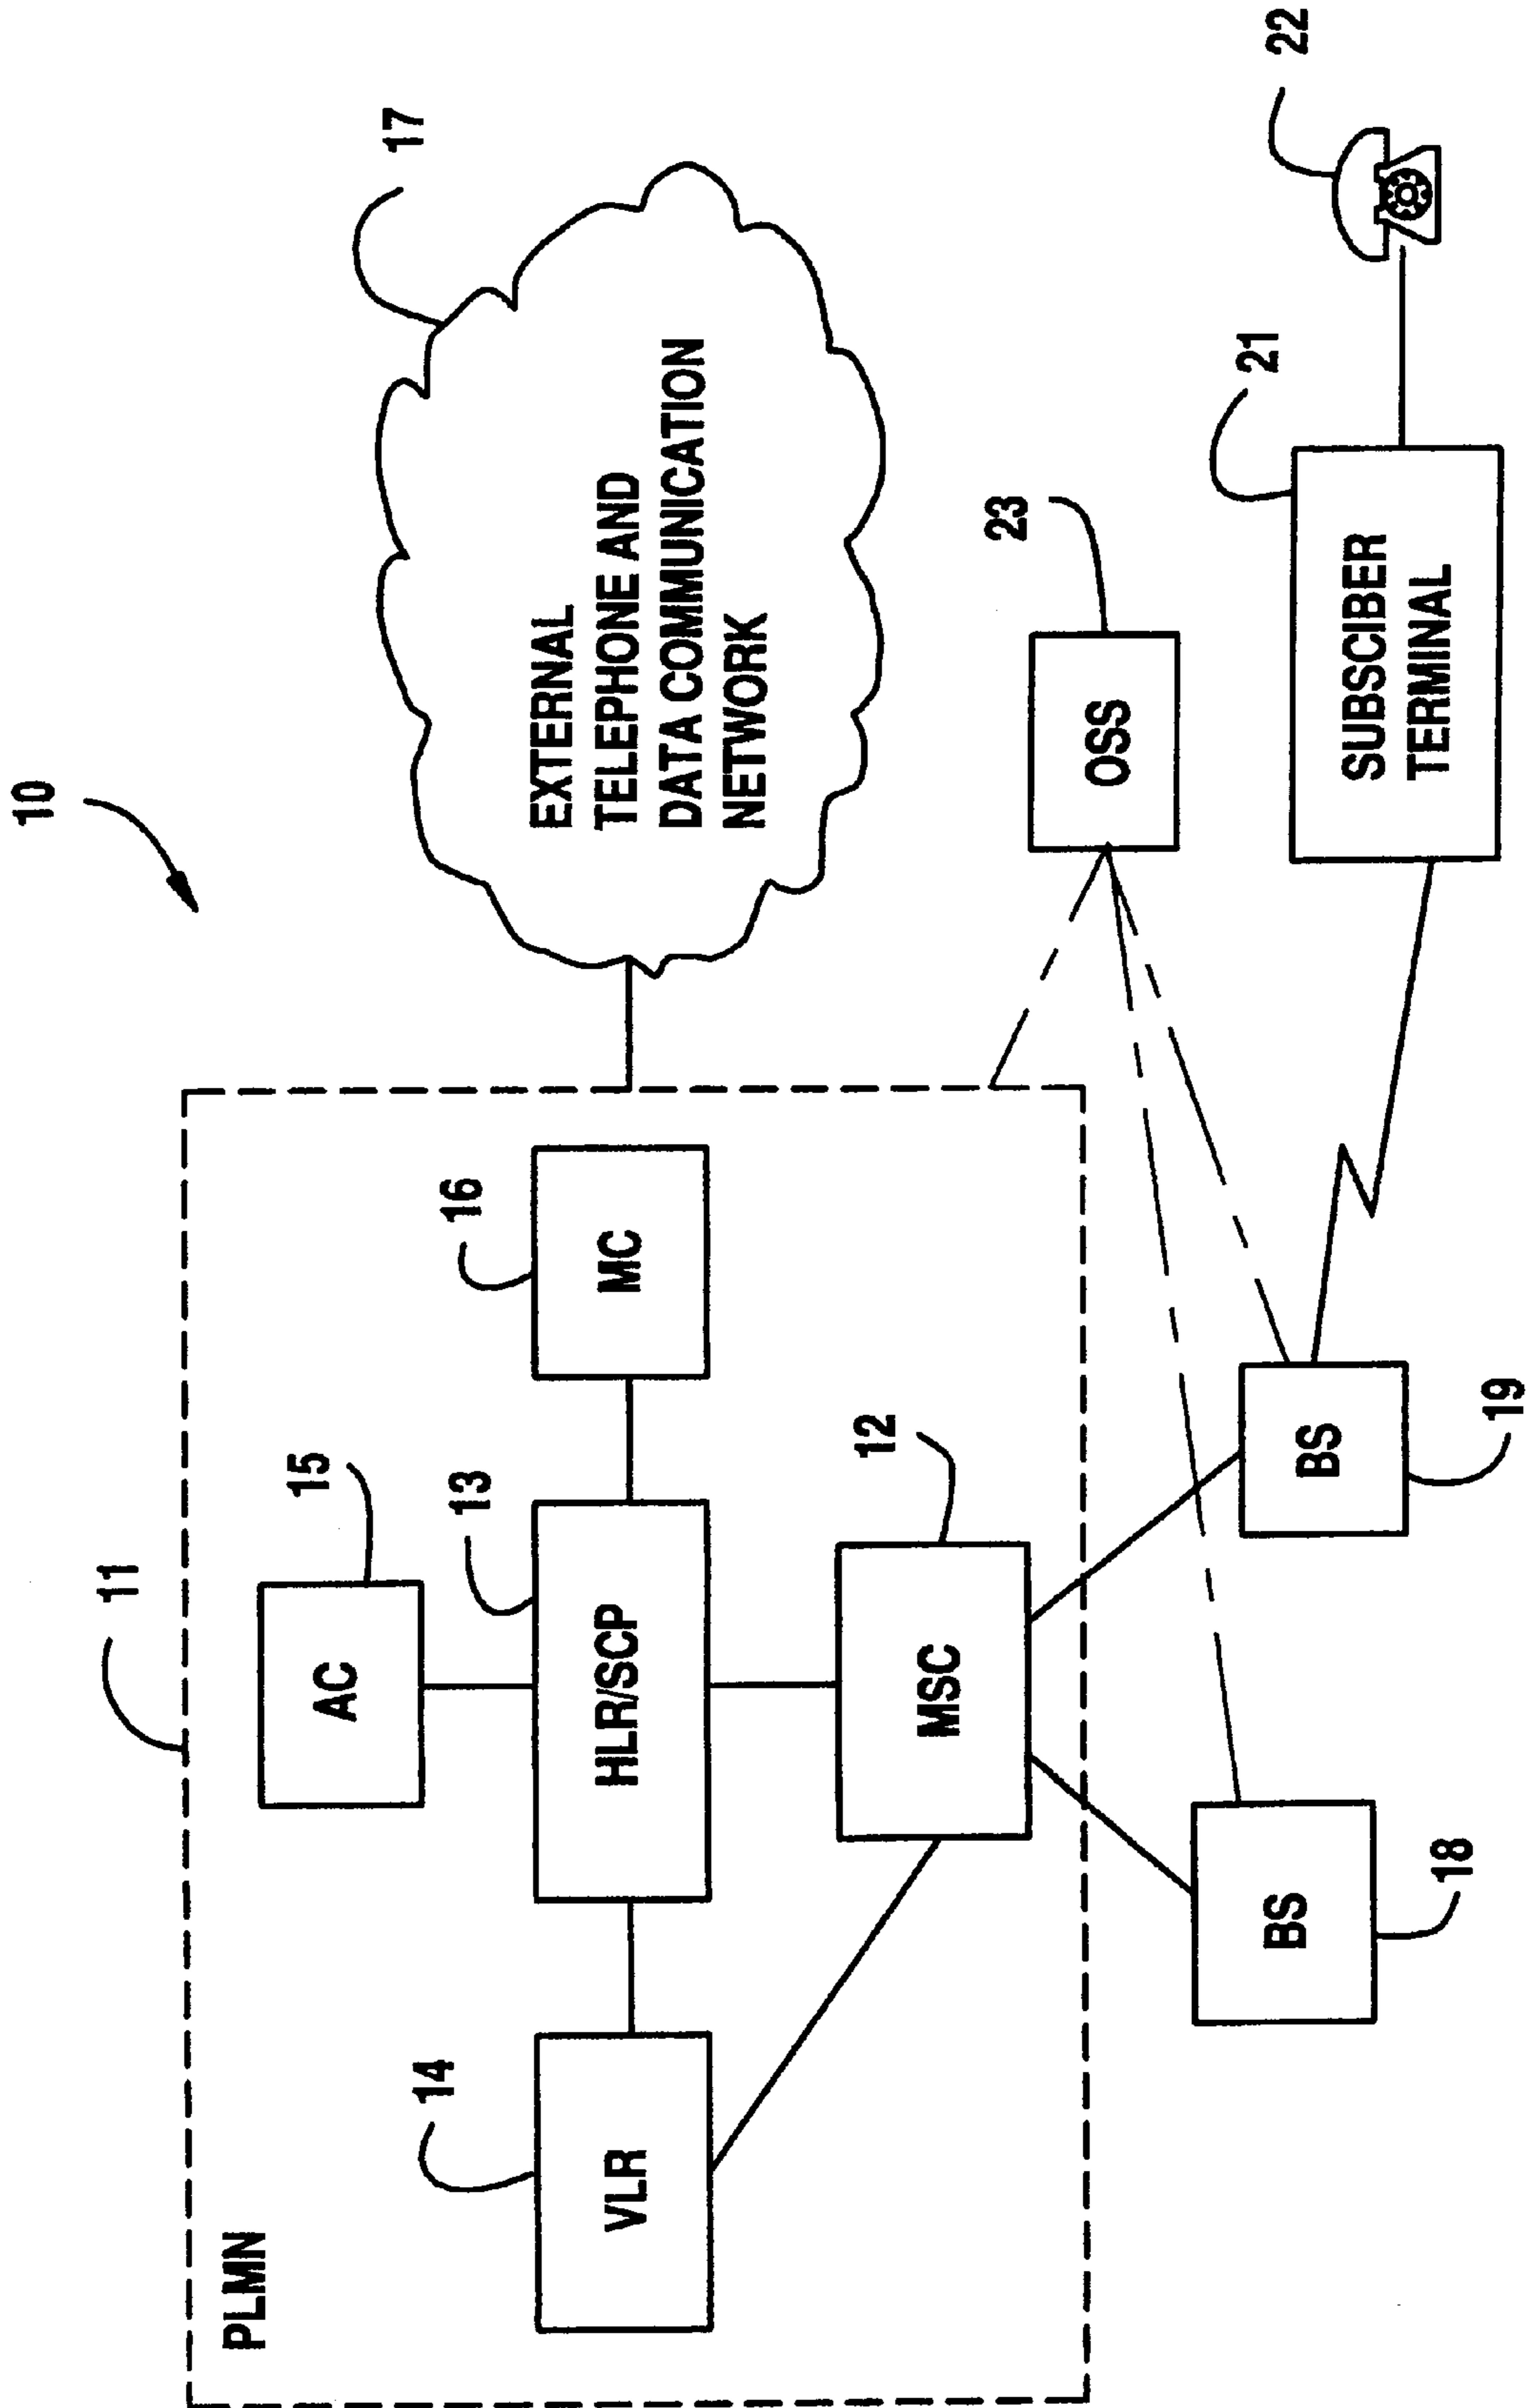 10
11
PLMN
15
AC
14
VLR
13
HLR/SCP
16
MC
12
MSC
17
EXTERNAL
TELEPHONE AND
DATA COMMUNICATION
NETWORK
23
OSS
BS
18
BS
19
21
SUBSCIBER
TERMINAL
22